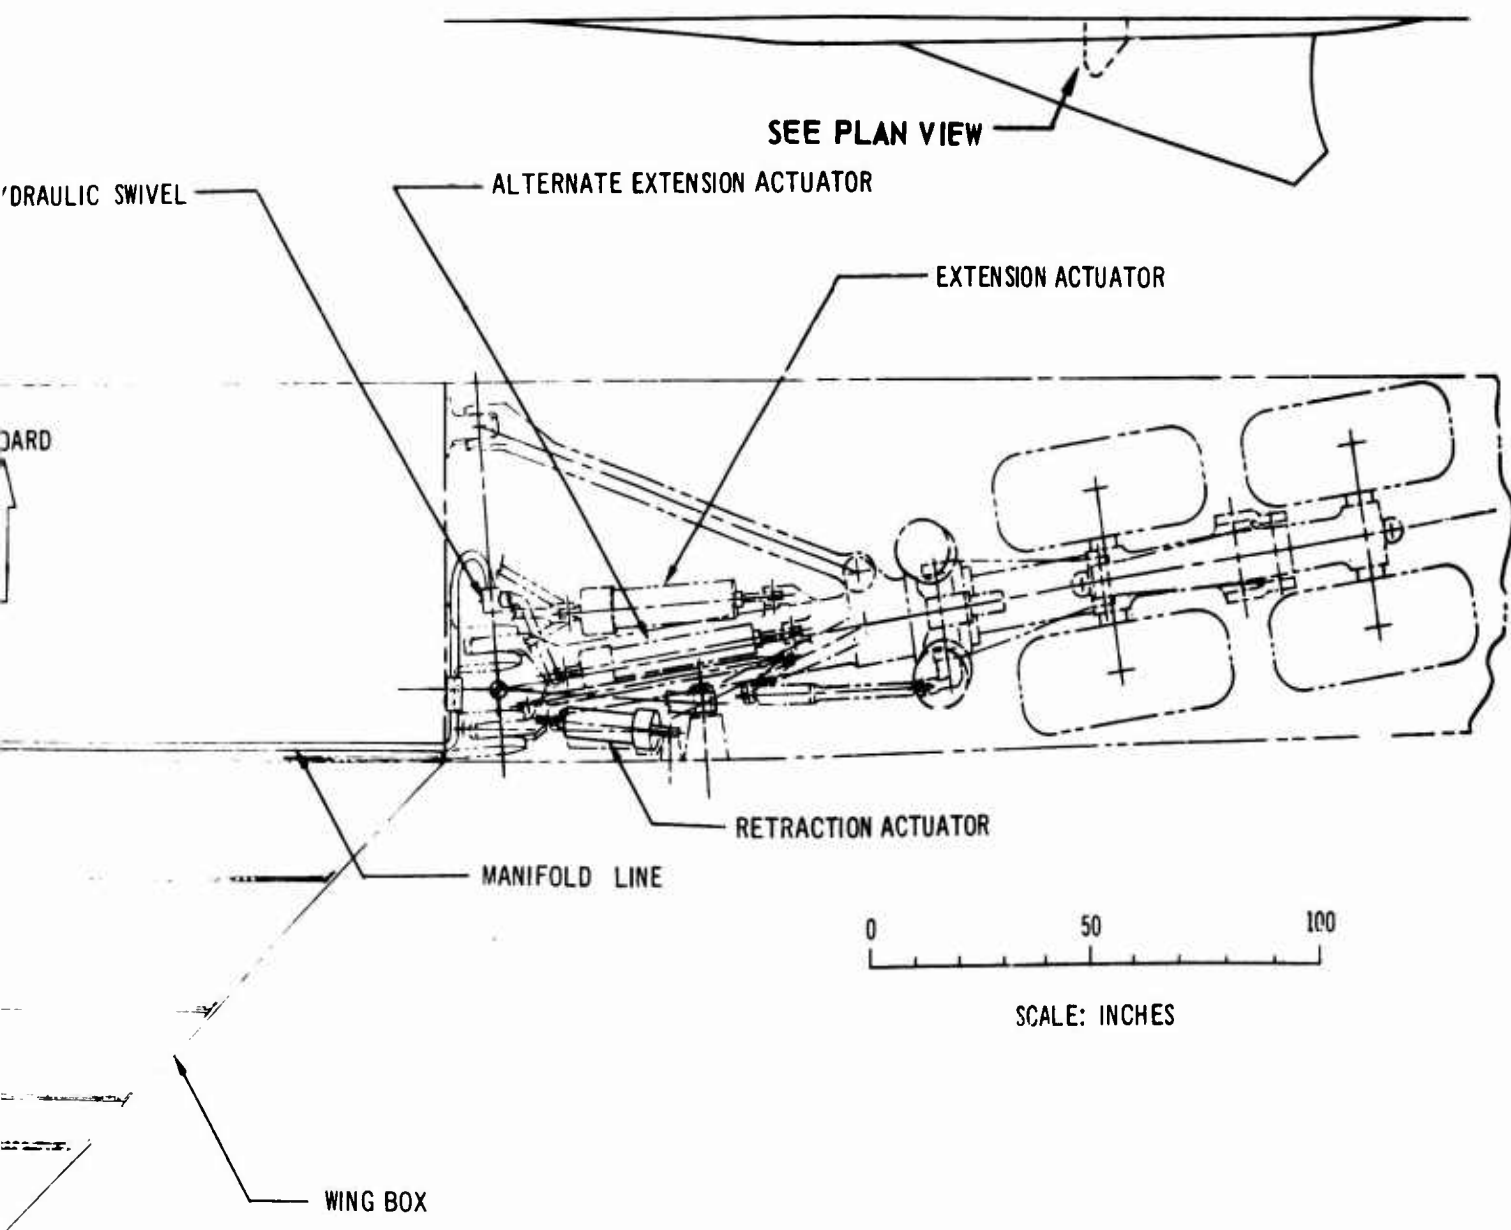 SEE PLAN VIEW
YDRAULIC SWIVEL
ALTERNATE EXTENSION ACTUATOR
EXTENSION ACTUATOR
OARD
RETRACTION ACTUATOR
MANIFOLD LINE
0 50 100
SCALE: INCHES
WING BOX